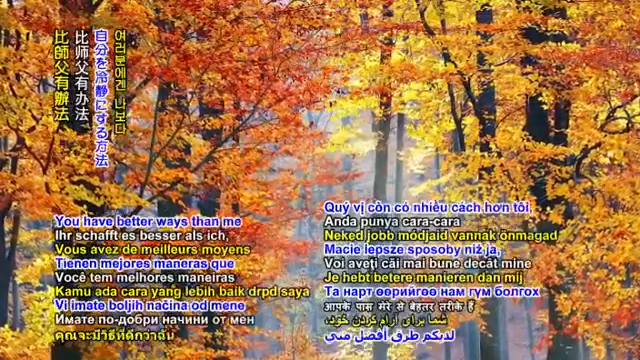 여러분에겐 나보다
自分を冷静にする方法
比师父有办法
比師父有辦法
You have better ways than me
Ihr schafft es besser als ich,
Vous avez de meilleurs moyens
Tienen mejores maneras que
Você tem melhores maneiras
Kamu ada cara yang lebih baik drpd saya
Vi imate boljih načina od mene
Имате по-добри начини от мен
คุณจะมีวิธีที่ดีกว่าฉัน
Quý vị còn có nhiều cách hơn tôi,
Anda punya cara-cara
Neked jobb módjaid vannak önmagad
Macie lepsze sposoby niż ja,
Voi aveţi căi mai bune decât mine
Je hebt betere manieren dan mij
Та нарт өөрийгөө нам гүм болгох
आपके पास मेरे से बेहतर तरीके हैं
شما برای آرام کردن خود،
لديكم طرق أفضل مني